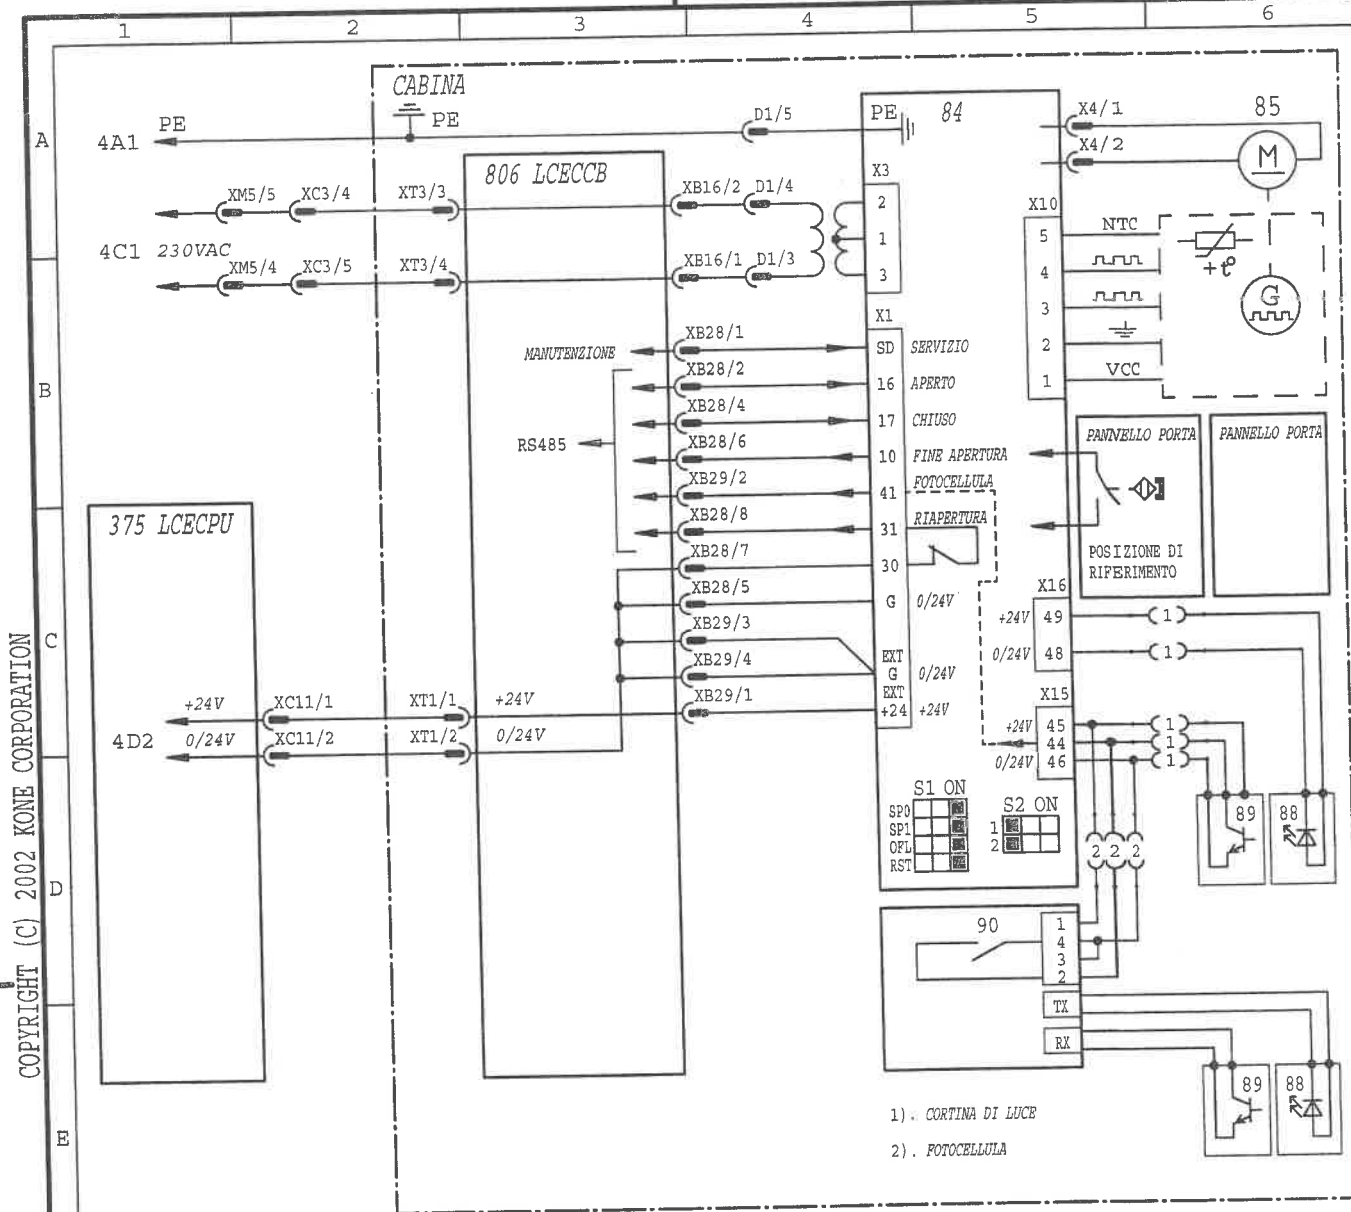 1 2 3 4 5 6
A
B
C
D
E
COPYRIGHT (C) 2002 KONE CORPORATION
CABINA
4A1 PE
PE
D1/5
PE
84
X4/1
X4/2
85
M
806 LCECCB
XM5/5 XC3/4 XT3/3
XB16/2 D1/4
4C1 230VAC
XM5/4 XC3/5 XT3/4
XB16/1 D1/3
X3
2
1
3
X10
5 NTC
4
3
2
1 VCC
+t°
G
X1
MANUTENZIONE
XB28/1
SD SERVIZIO
XB28/2
16 APERTO
XB28/4
17 CHIUSO
RS485
XB28/6
10 FINE APERTURA
XB29/2
41 FOTOCELLULA
XB28/8
31 RIAPERTURA
XB28/7
30
XB28/5
G 0/24V
XB29/3
XB29/4
EXT
G 0/24V
XB29/1
EXT
+24 +24V
PANNELLO PORTA
POSIZIONE DI
RIFERIMENTO
PANNELLO PORTA
375 LCECPU
4D2
+24V XC11/1 XT1/1 +24V
0/24V XC11/2 XT1/2 0/24V
X16
+24V 49 1
0/24V 48 1
X15
+24V 45 1
44 1
0/24V 46 1
S1 ON
SP0
SP1
OFL
RST
S2 ON
1
2
2 2 2
89
88
90
1
4
3
2
TX
RX
89
88
1). CORTINA DI LUCE
2). FOTOCELLULA